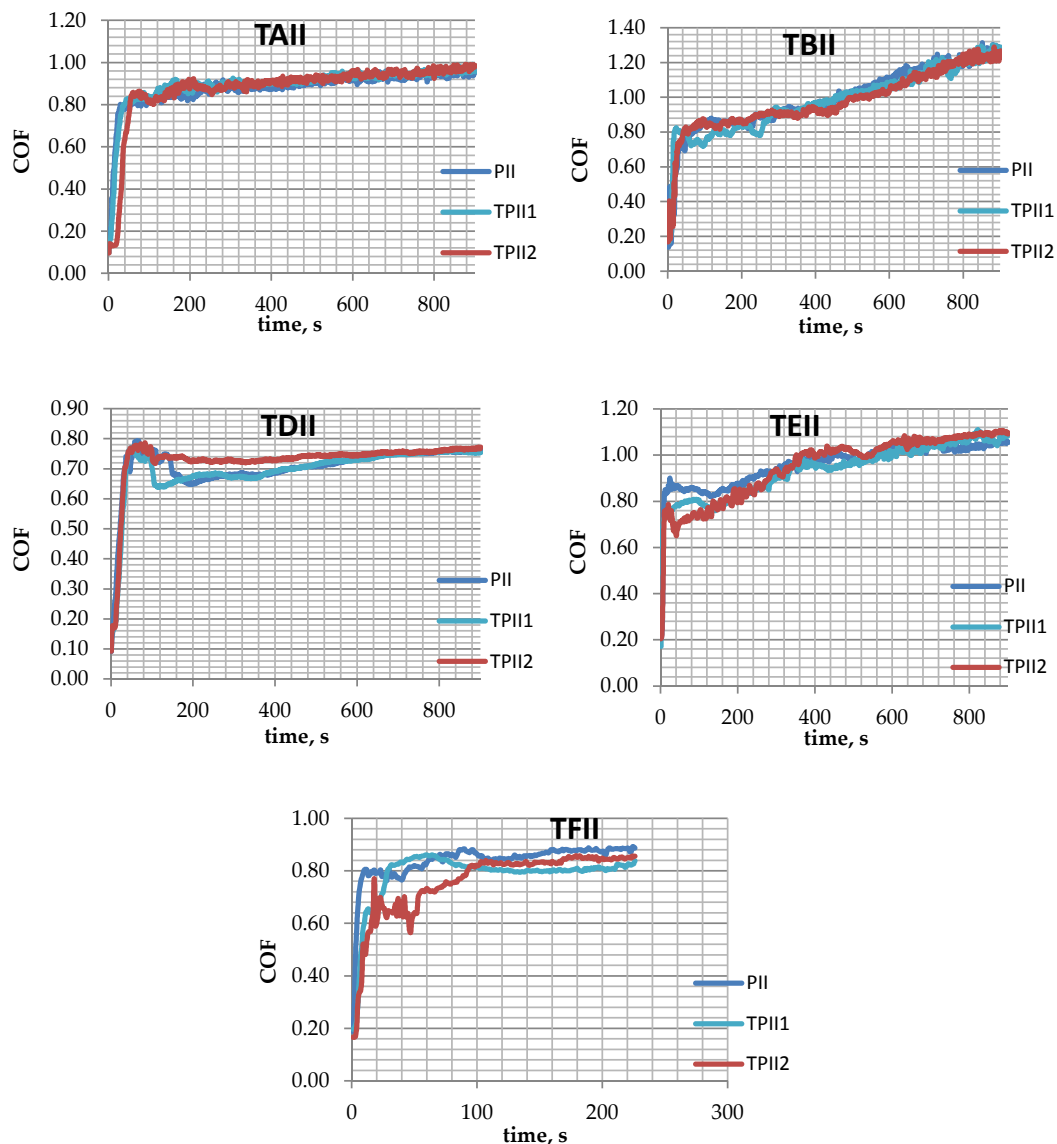 TAII
COF
1.20
1.00
0.80
0.60
0.40
0.20
0.00
0 200 400 600 800
time, s
PII
TPII1
TPII2
TBII
COF
1.40
1.20
1.00
0.80
0.60
0.40
0.20
0.00
0 200 400 600 800
time, s
PII
TPII1
TPII2
TDII
COF
0.90
0.80
0.70
0.60
0.50
0.40
0.30
0.20
0.10
0.00
0 200 400 600 800
time, s
PII
TPII1
TPII2
TEII
COF
1.20
1.00
0.80
0.60
0.40
0.20
0.00
0 200 400 600 800
time, s
PII
TPII1
TPII2
TFII
COF
1.00
0.80
0.60
0.40
0.20
0.00
0 100 200 300
time, s
PII
TPII1
TPII2